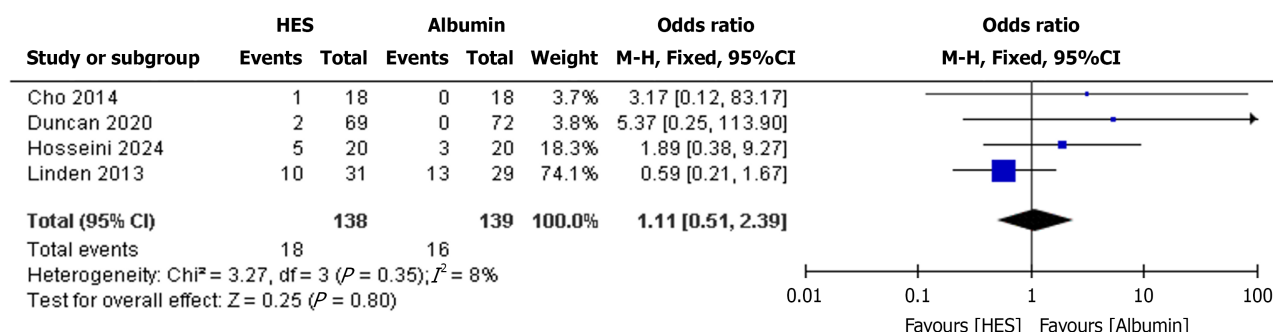 HES Albumin Odds ratio Odds ratio
Study or subgroup Events Total Events Total Weight M-H, Fixed, 95%CI M-H, Fixed, 95%CI
Cho 2014 1 18 0 18 3.7% 3.17 [0.12, 83.17]
Duncan 2020 2 69 0 72 3.8% 5.37 [0.25, 113.90]
Hosseini 2024 5 20 3 20 18.3% 1.89 [0.38, 9.27]
Linden 2013 10 31 13 29 74.1% 0.59 [0.21, 1.67]
Total (95% CI) 138 139 100.0% 1.11 [0.51, 2.39]
Total events 18 16
Heterogeneity: Chi² = 3.27, df = 3 (P = 0.35); I² = 8%
Test for overall effect: Z = 0.25 (P = 0.80)
0.01 0.1 1 10 100
Favours [HES] Favours [Albumin]